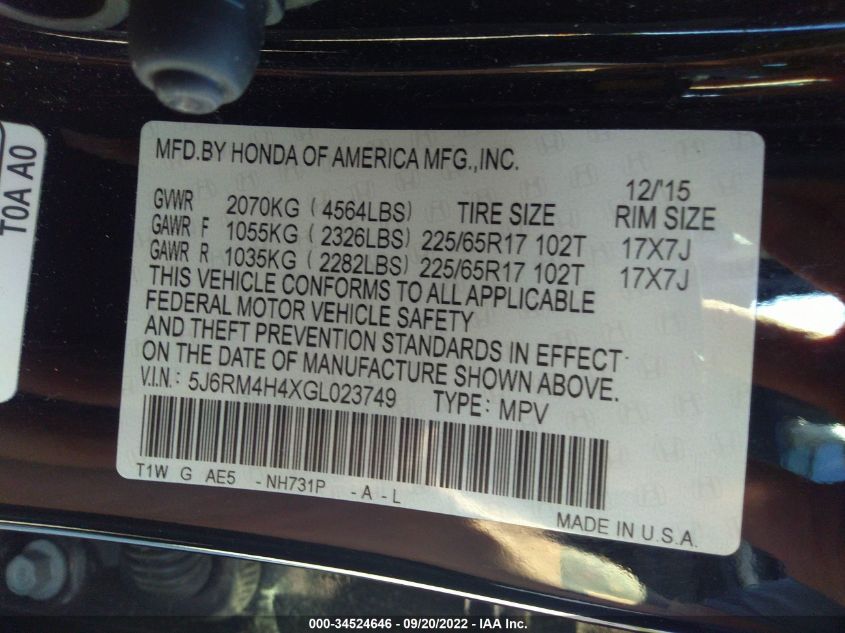 T0A A0
MFD.BY HONDA OF AMERICA MFG.,INC.
12/'15
GVWR 2070KG ( 4564LBS) TIRE SIZE RIM SIZE
GAWR F 1055KG ( 2326LBS) 225/65R17 102T 17X7J
GAWR R 1035KG ( 2282LBS) 225/65R17 102T 17X7J
THIS VEHICLE CONFORMS TO ALL APPLICABLE
FEDERAL MOTOR VEHICLE SAFETY
AND THEFT PREVENTION STANDARDS IN EFFECT
ON THE DATE OF MANUFACTURE SHOWN ABOVE.
V.I.N.: 5J6RM4H4XGL023749 TYPE: MPV
T1W G AE5 - NH731P - A - L
MADE IN U.S.A.
000-34524646 - 09/20/2022 - IAA Inc.